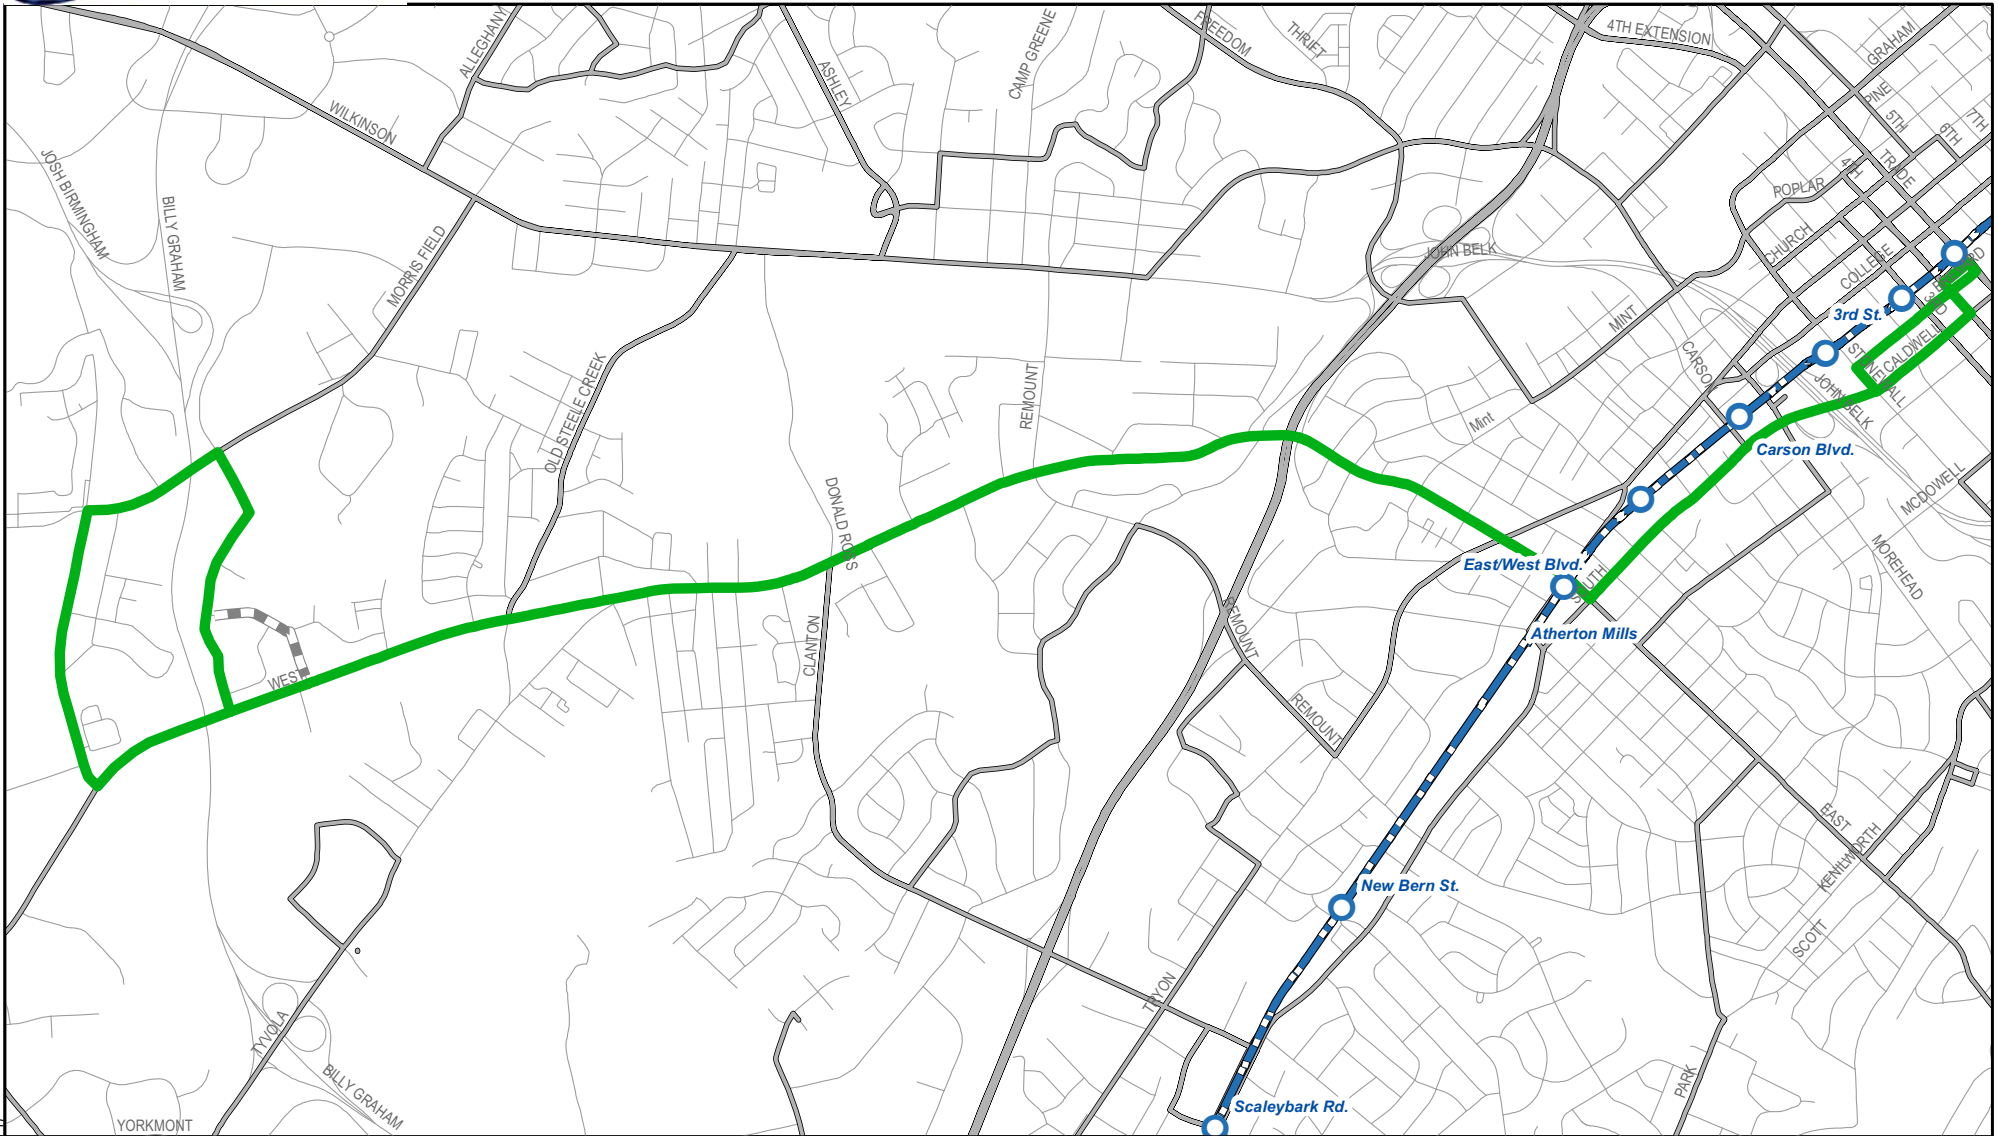 4TH EXTENSION
FREEDOM
THRIFT
GRAHAM
ALLEGHANY
CAMP GREENE
ASHLEY
PINE
5TH
6TH
7TH
WILKINSON
JOSH BIRMINGHAM
BILLY GRAHAM
4TH
TRADE
POPLAR
MORRIS FIELD
JOHN BELK
CHURCH
COLLEGE
3RD
3rd St.
MINT
CALDWELL
STONEWALL
CARSON
JOHN BELK
OLD STEELE CREEK
REMOUNT
Mint
Carson Blvd.
MCDOWELL
DONALD ROSS
MOREHEAD
East/West Blvd.
SOUTH
REMOUNT
CLANTON
Atherton Mills
WEST
REMOUNT
EAST
KENILWORTH
New Bern St.
SCOTT
TRYON
TYVOLA
BILLY GRAHAM
PARK
Scaleybark Rd.
YORKMONT